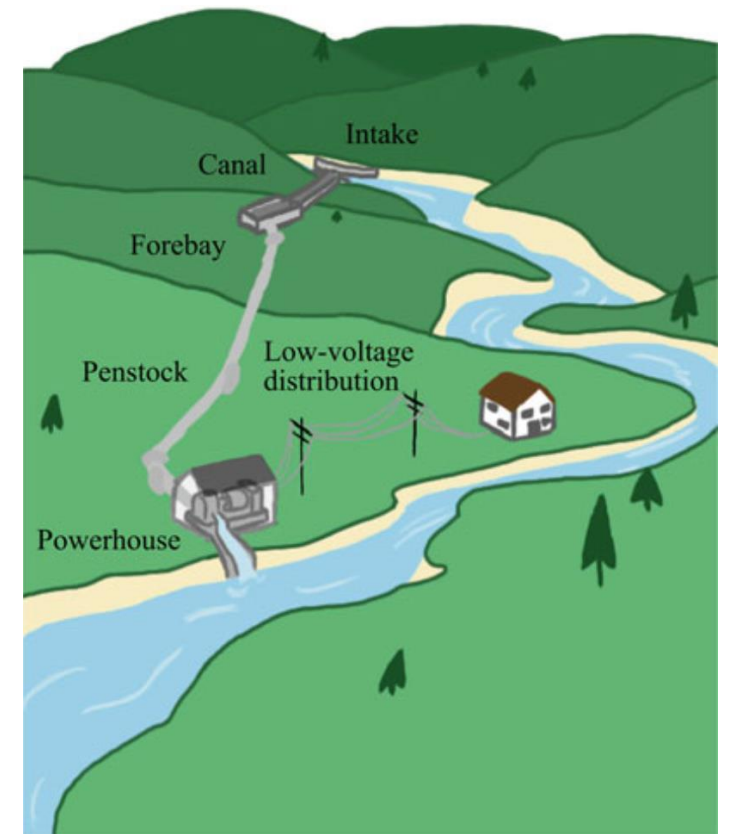 Intake
Canal
Forebay
Penstock
Low-voltage
distribution
Powerhouse